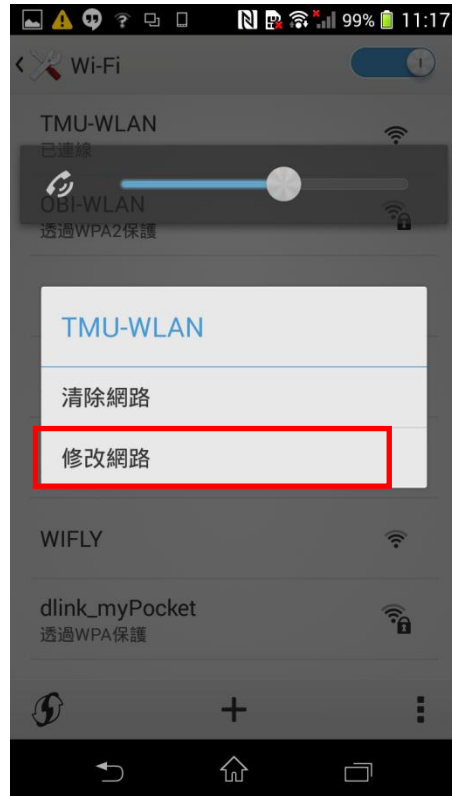 99% 11:17
Wi-Fi
TMU-WLAN
已連線
OBI-WLAN
透過WPA2保護
TMU-WLAN
清除網路
修改網路
WIFLY
dlink_myPocket
透過WPA保護